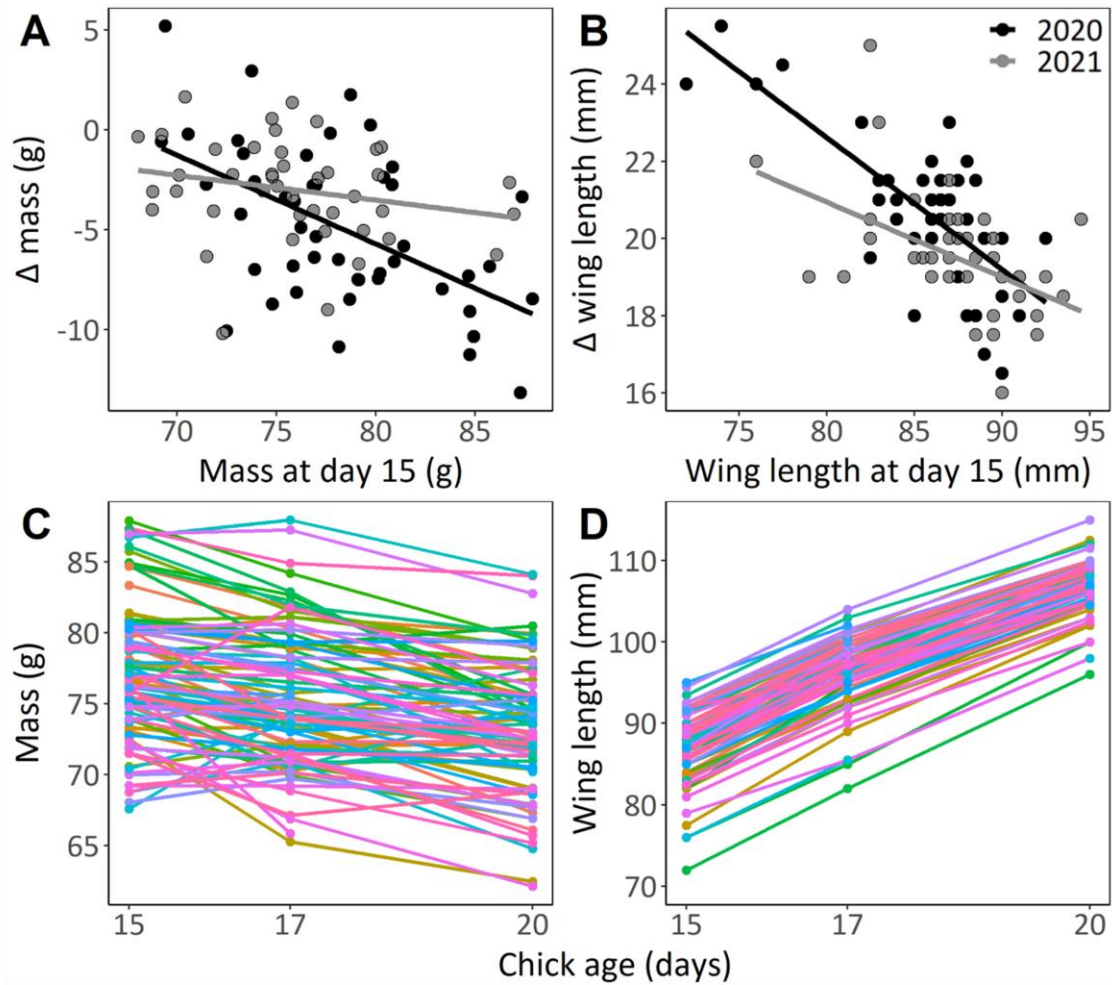 A
B
2020
2021
5
0
-5
-10
Δ mass (g)
70 75 80 85
Mass at day 15 (g)
24
22
20
18
16
Δ wing length (mm)
75 80 85 90 95
Wing length at day 15 (mm)
C
D
85
80
75
70
65
Mass (g)
15 17 20
110
100
90
80
70
Wing length (mm)
15 17 20
Chick age (days)